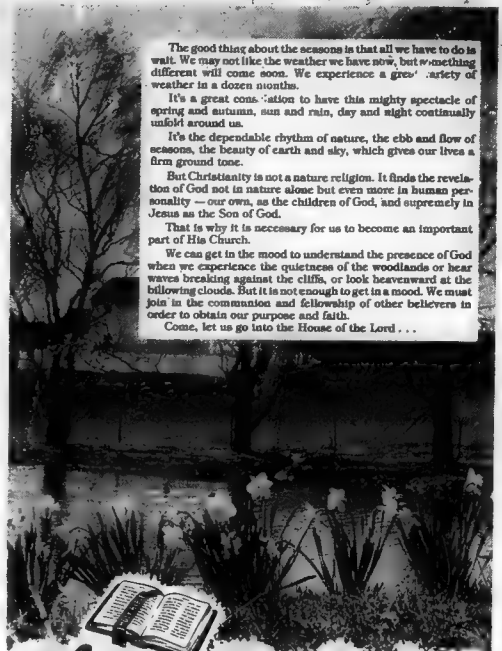 The good thing about the seasons is that all we have to do is
wait. We may not like the weather we have now, but something
different will come soon. We experience a great variety of
weather in a dozen months.
It's a great consolation to have this mighty spectacle of
spring and autumn, sun and rain, day and night continually
unfold around us.
It's the dependable rhythm of nature, the ebb and flow of
seasons, the beauty of earth and sky, which gives our lives a
firm ground tone.
But Christianity is not a nature religion. It finds the revela-
tion of God not in nature alone but even more in human per-
sonality — our own, as the children of God, and supremely in
Jesus as the Son of God.
That is why it is necessary for us to become an important
part of His Church.
We can get in the mood to understand the presence of God
when we experience the quietness of the woodlands or hear
waves breaking against the cliffs, or look heavenward at the
billowing clouds. But it is not enough to get in a mood. We must
join in the communion and fellowship of other believers in
order to obtain our purpose and faith.
Come, let us go into the House of the Lord . . .